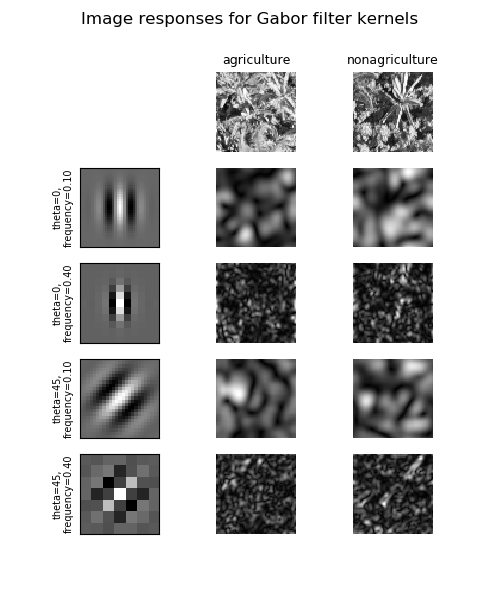 Image responses for Gabor filter kernels
agriculture
nonagriculture
theta=0,
frequency=0.10
theta=0,
frequency=0.40
theta=45,
frequency=0.10
theta=45,
frequency=0.40